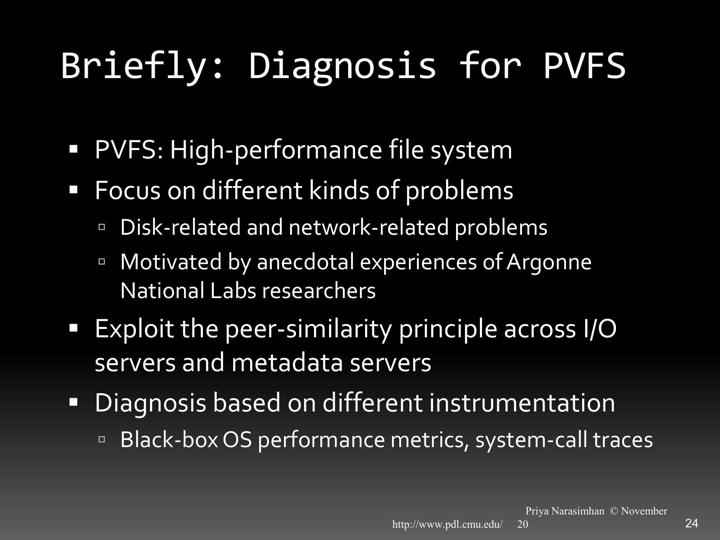 Briefly: Diagnosis for PVFS
▪ PVFS: High-performance file system
▪ Focus on different kinds of problems
▫ Disk-related and network-related problems
▫ Motivated by anecdotal experiences of Argonne
National Labs researchers
▪ Exploit the peer-similarity principle across I/O
servers and metadata servers
▪ Diagnosis based on different instrumentation
▫ Black-box OS performance metrics, system-call traces
Priya Narasimhan © November
http://www.pdl.cmu.edu/ 20 24